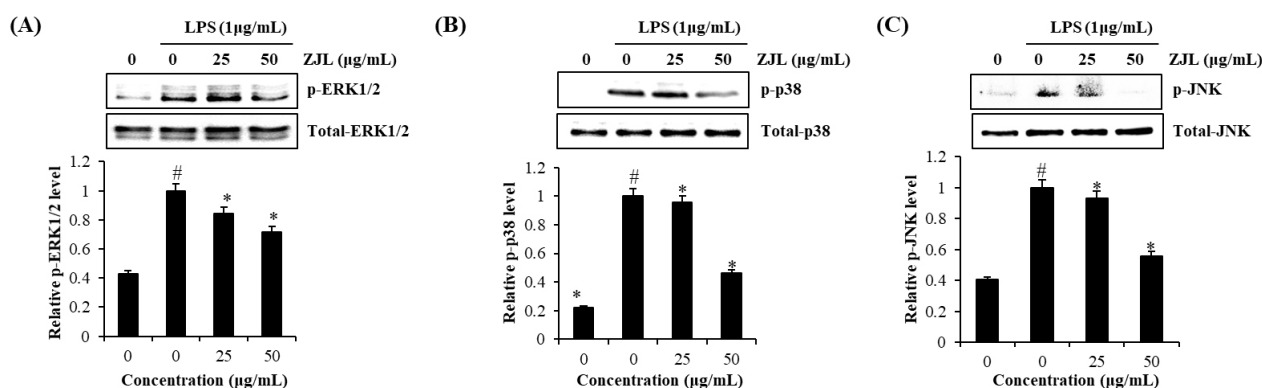 (A)
LPS (1μg/mL)
0 0 25 50 ZJL (μg/mL)
p-ERK1/2
Total-ERK1/2
Relative p-ERK1/2 level
1.2
1
0.8
0.6
0.4
0.2
0
#
*
*
0 0 25 50
Concentration (μg/mL)
(B)
LPS (1μg/mL)
0 0 25 50 ZJL (μg/mL)
p-p38
Total-p38
Relative p-p38 level
1.2
1
0.8
0.6
0.4
0.2
0
*
#
*
*
0 0 25 50
Concentration (μg/mL)
(C)
LPS (1μg/mL)
0 0 25 50 ZJL (μg/mL)
p-JNK
Total-JNK
Relative p-JNK level
1.2
1
0.8
0.6
0.4
0.2
0
#
*
*
0 0 25 50
Concentration (μg/mL)